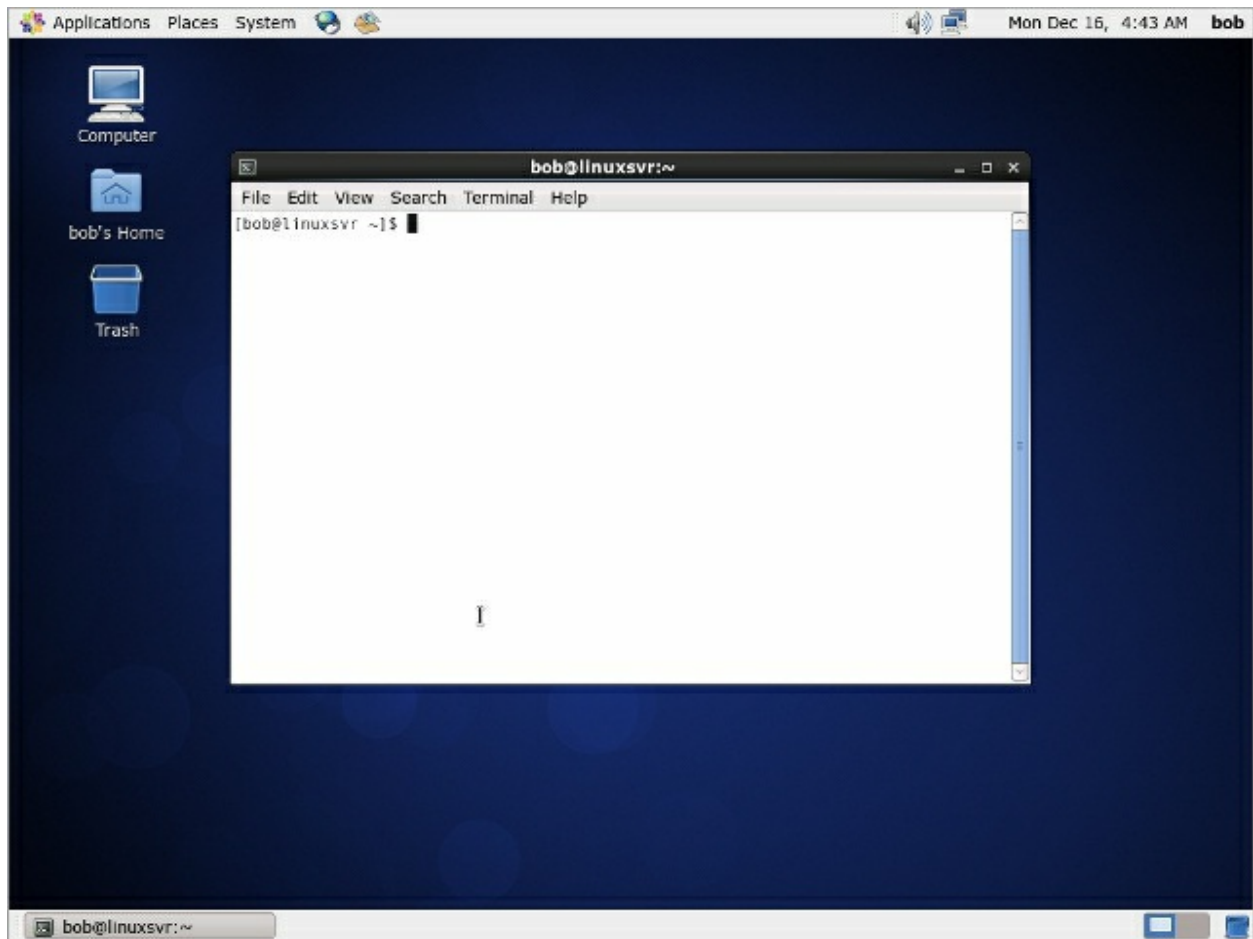 Applications Places System Mon Dec 16, 4:43 AM bob
Computer
bob's Home
Trash
bob@linuxsvr:~
File Edit View Search Terminal Help
[bob@linuxsvr ~]$
bob@linuxsvr:~